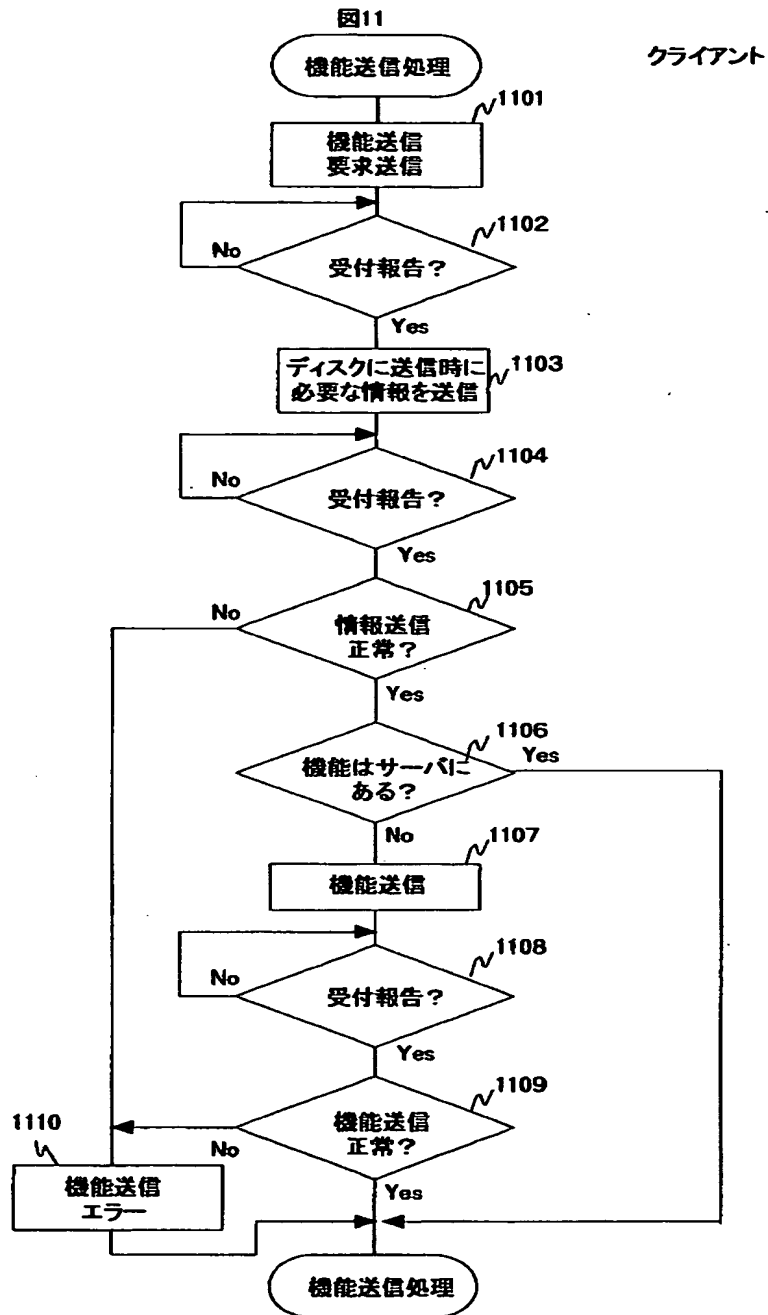 図11
クライアント
機能送信処理
1101
機能送信
要求送信
1102
No
受付報告?
Yes
ディスクに送信時に
必要な情報を送信
1103
1104
No
受付報告?
Yes
1105
No
情報送信
正常?
Yes
1106
Yes
機能はサーバに
ある?
No
1107
機能送信
1108
No
受付報告?
Yes
1109
1110
機能送信
正常?
No
Yes
機能送信
エラー
機能送信処理